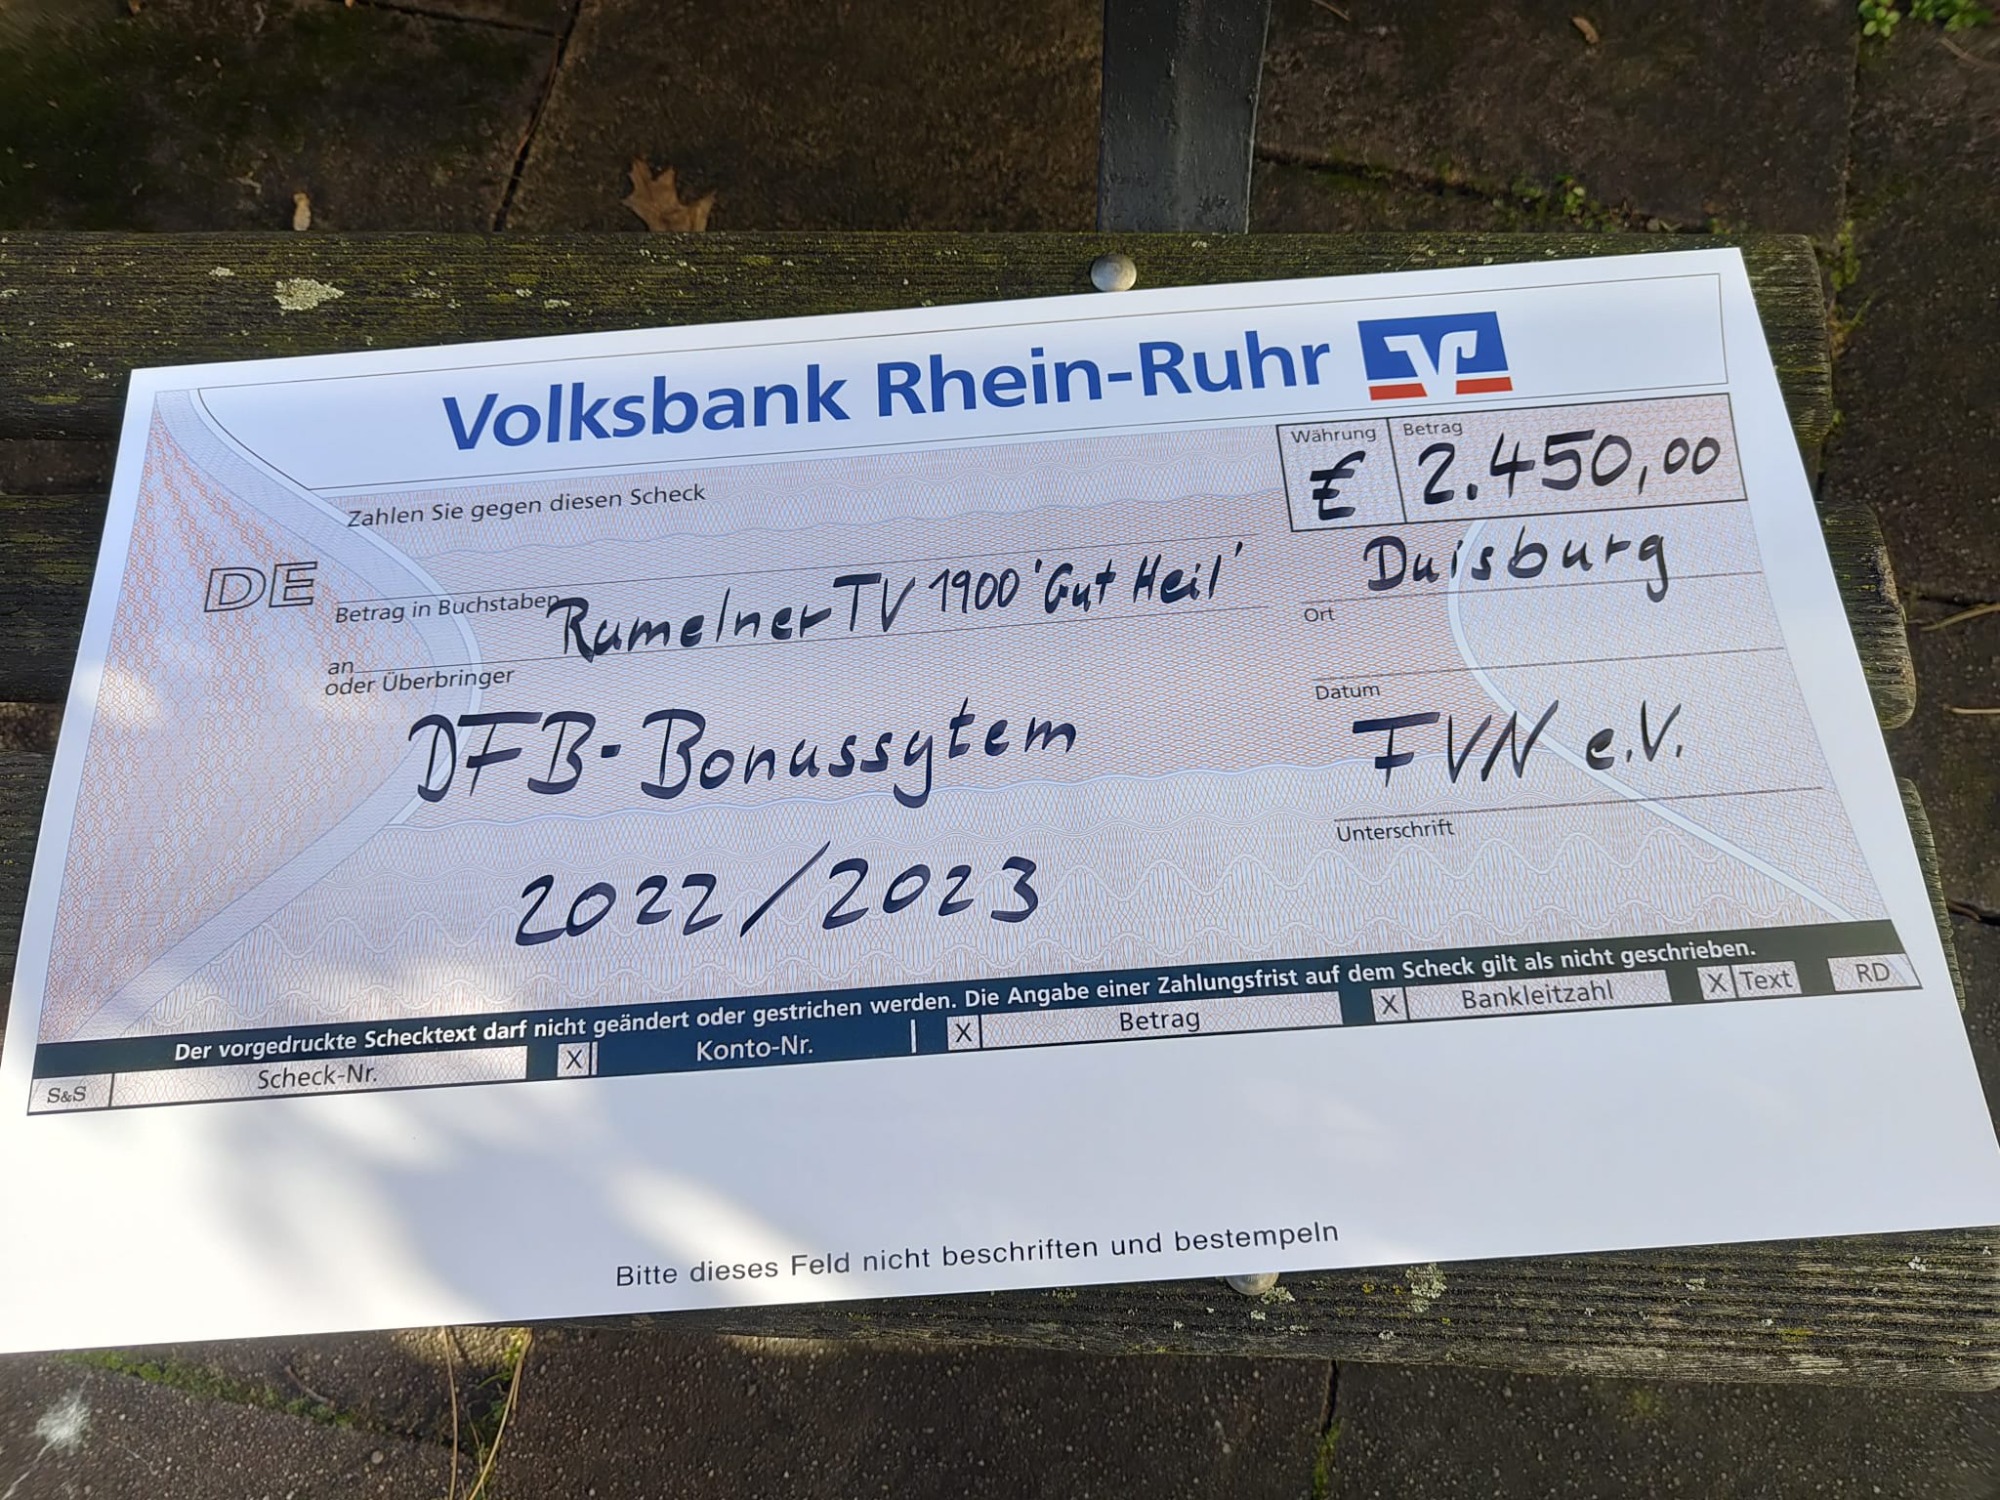 Volksbank Rhein-Ruhr
Währung Betrag
€ 2.450,00
Zahlen Sie gegen diesen Scheck
DE
Betrag in Buchstaben
Rumelner TV 1900 'Gut Heil'
Duisburg
Ort
an
oder Überbringer
Datum
DFB-Bonussytem
FVN e.V.
Unterschrift
2022/2023
Der vorgedruckte Schecktext darf nicht geändert oder gestrichen werden. Die Angabe einer Zahlungsfrist auf dem Scheck gilt als nicht geschrieben.
S&S Scheck-Nr. X Konto-Nr. X Betrag X Bankleitzahl X Text RD
Bitte dieses Feld nicht beschriften und bestempeln